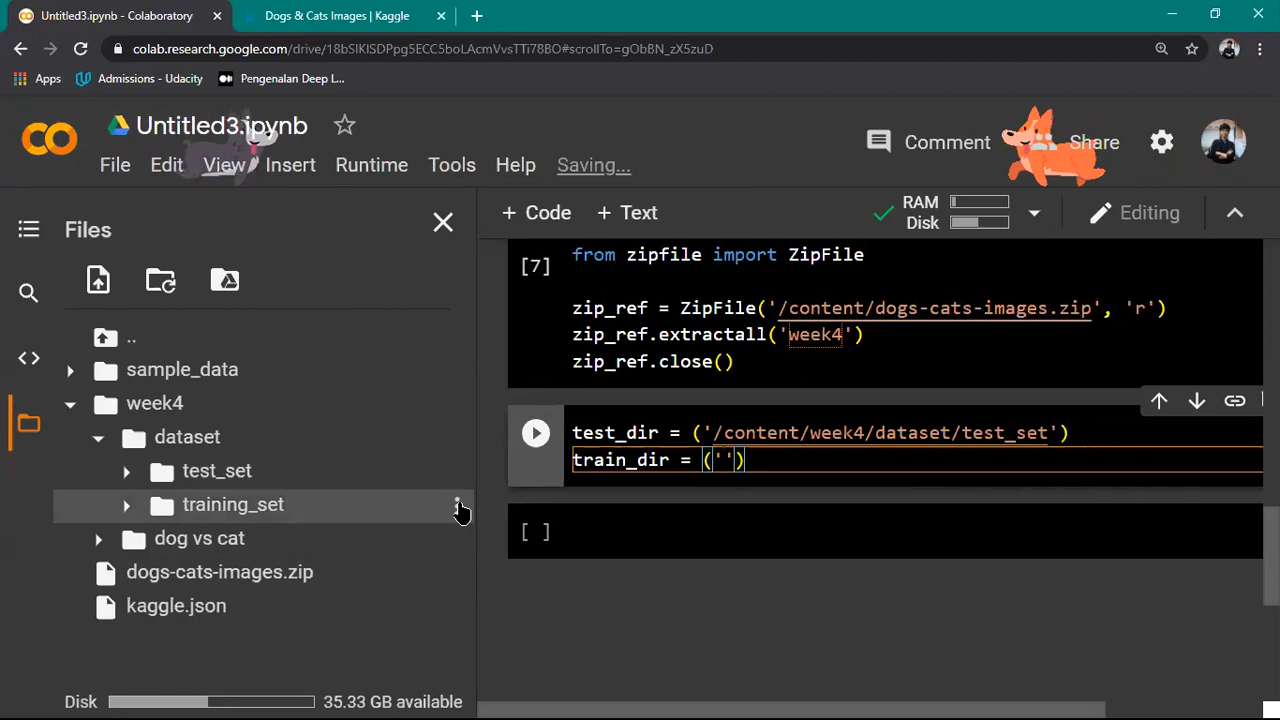 Untitled3.ipynb - Colaboratory
Dogs & Cats Images | Kaggle
colab.research.google.com/drive/18bSIKISDPpg5ECC5boLAcmVvsTTi78BO#scrollTo=gObBN_zX5zuD
Apps
Admissions - Udacity
Pengenalan Deep L...
Untitled3.ipynb
Comment
Share
File
Edit
View
Insert
Runtime
Tools
Help
Saving...
Files
+ Code
+ Text
RAM
Disk
Editing
..
sample_data
week4
dataset
test_set
training_set
dog vs cat
dogs-cats-images.zip
kaggle.json
Disk
35.33 GB available
[7]
from zipfile import ZipFile
zip_ref = ZipFile('/content/dogs-cats-images.zip', 'r')
zip_ref.extractall('week4')
zip_ref.close()
test_dir = ('/content/week4/dataset/test_set')
train_dir = ('')
[ ]